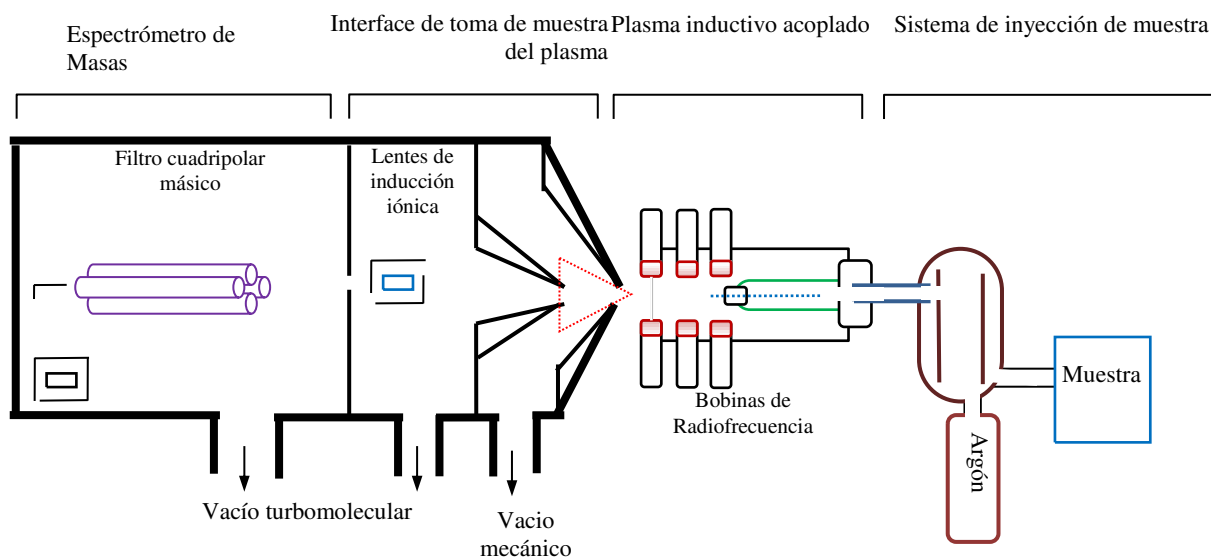 Espectrómetro de
Masas
Interface de toma de muestra
del plasma
Plasma inductivo acoplado
Sistema de inyección de muestra
Filtro cuadripolar
másico
Lentes de
inducción
iónica
Bobinas de
Radiofrecuencia
Muestra
Argón
Vacío turbomolecular
Vacio
mecánico